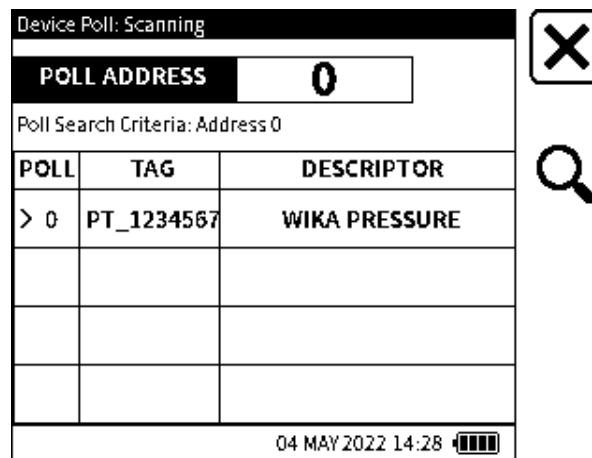 Device Poll: Scanning
POLL ADDRESS 0
Poll Search Criteria: Address 0
POLL TAG DESCRIPTOR
> 0 PT_1234567 WIKA PRESSURE
04 MAY 2022 14:28